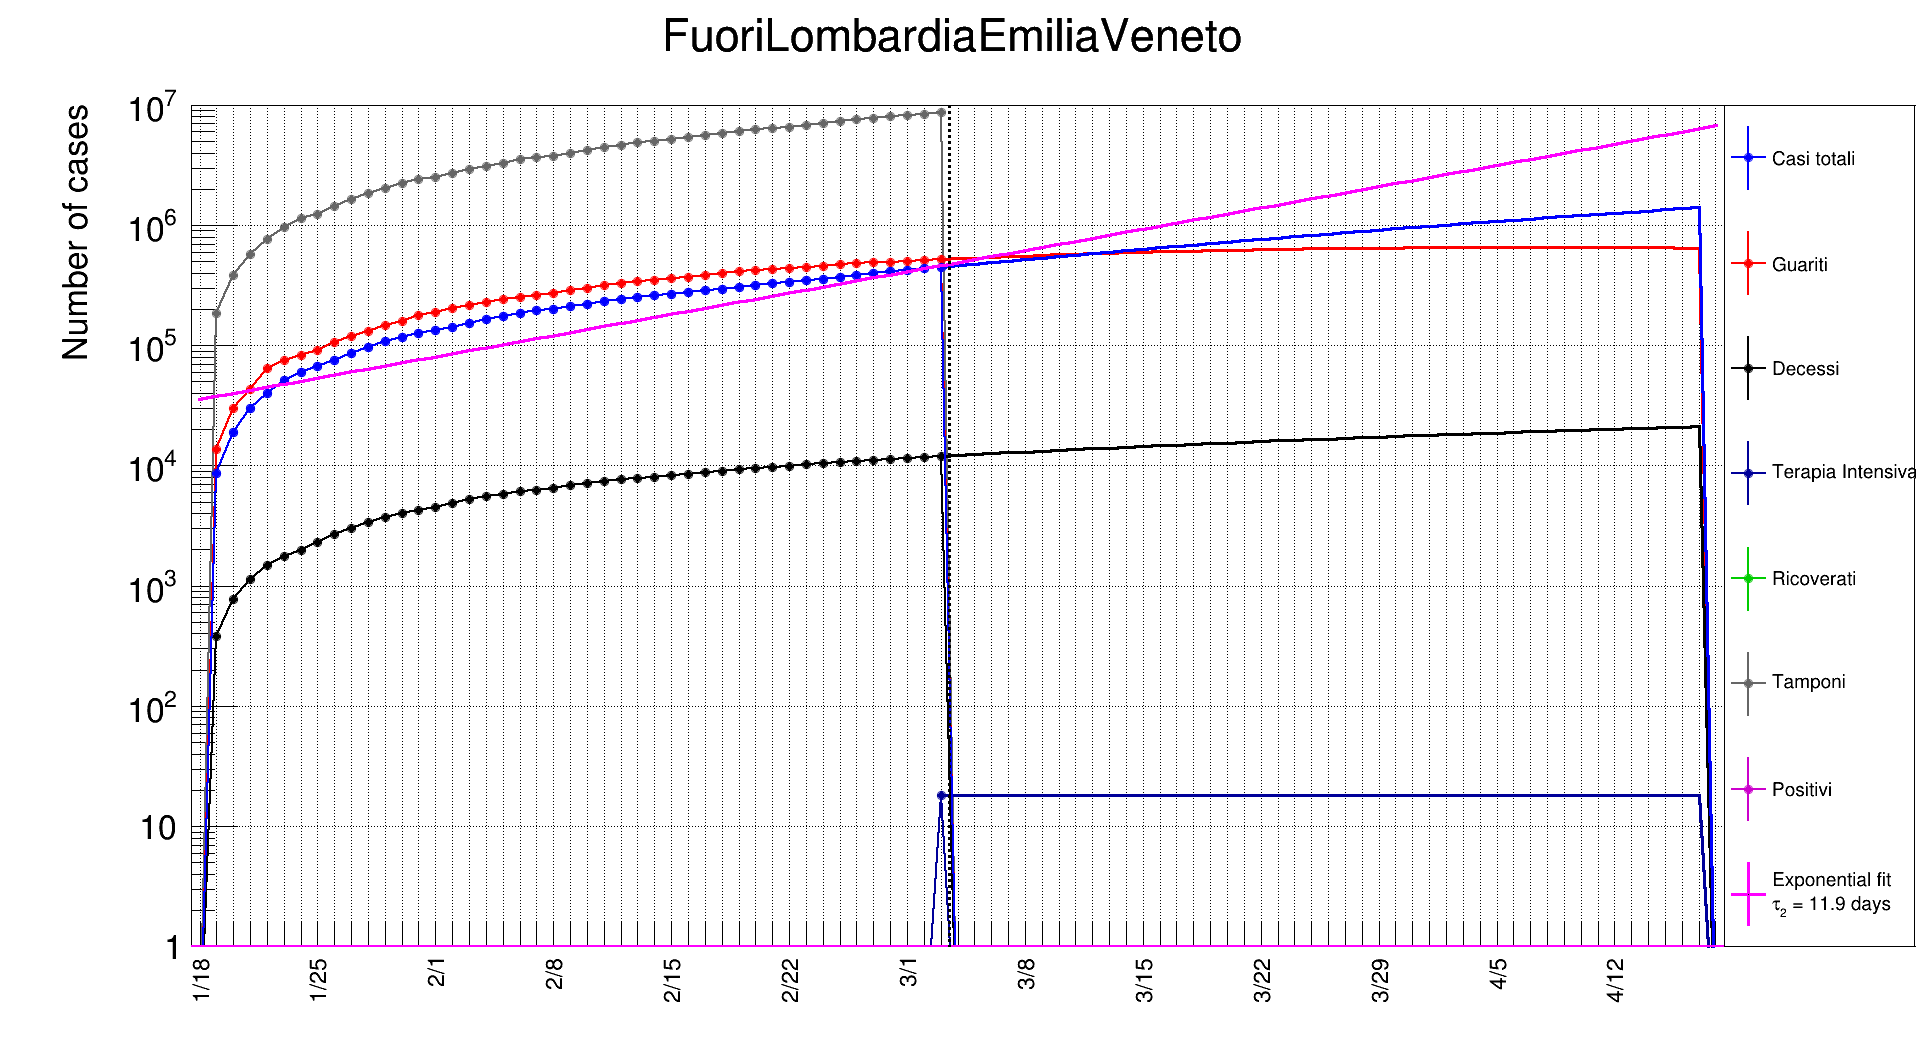 FuoriLombardiaEmiliaVeneto
Number of cases
10^7
10^6
10^5
10^4
10^3
10^2
10
1
1/18
1/25
2/1
2/8
2/15
2/22
3/1
3/8
3/15
3/22
3/29
4/5
4/12
Casi totali
Guariti
Decessi
Terapia Intensiva
Ricoverati
Tamponi
Positivi
Exponential fit
τ₂ = 11.9 days